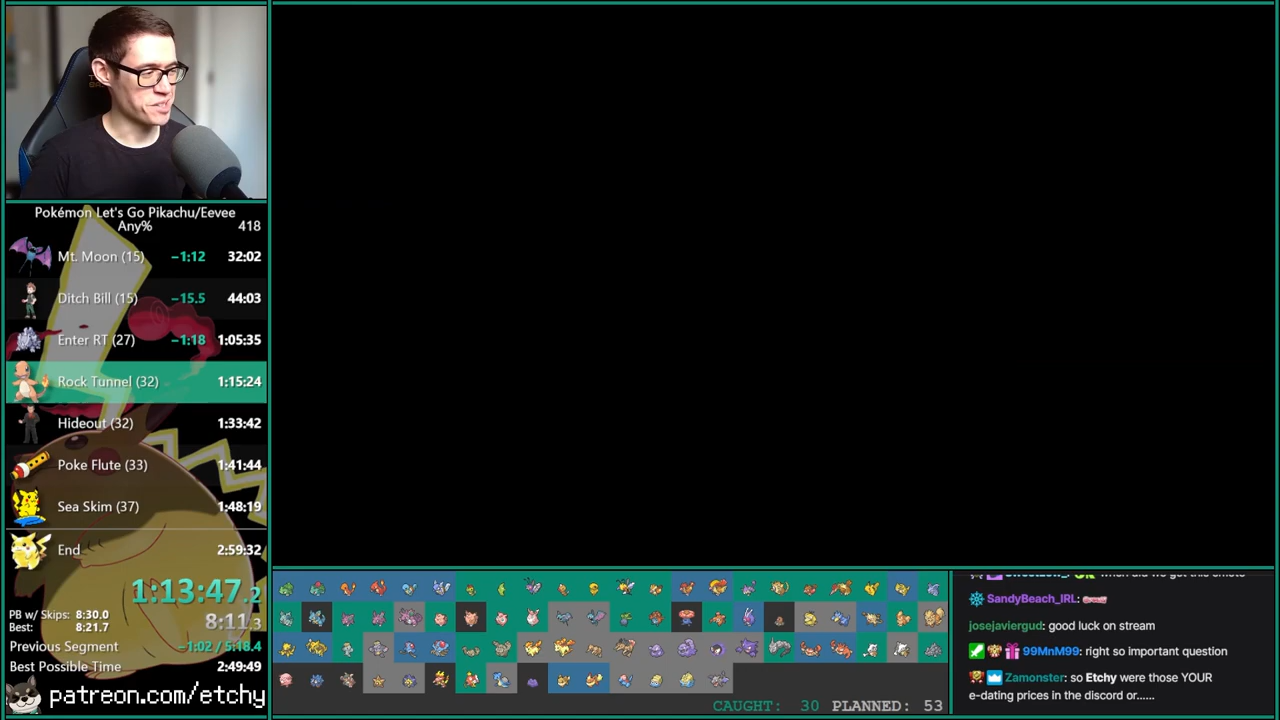 Pokémon Let's Go Pikachu/Eevee
Any% 418
Mt. Moon (15) −1:12 32:02
Ditch Bill (15) −15.5 44:03
Enter RT (27) −1:18 1:05:35
Rock Tunnel (32) 1:15:24
Hideout (32) 1:33:42
Poke Flute (33) 1:41:44
Sea Skim (37) 1:48:19
End 2:59:32
1:13:47.2
PB w/ Skips: 8:30.0
Best: 8:21.7
8:11.3
Previous Segment −1:02 / 5:18.4
Best Possible Time 2:49:49
patreon.com/etchy
CAUGHT: 30 PLANNED: 53
when did we get this emote
SandyBeach_IRL:
josejaviergud: good luck on stream
99MnM99: right so important question
Zamonster: so Etchy were those YOUR
e-dating prices in the discord or......